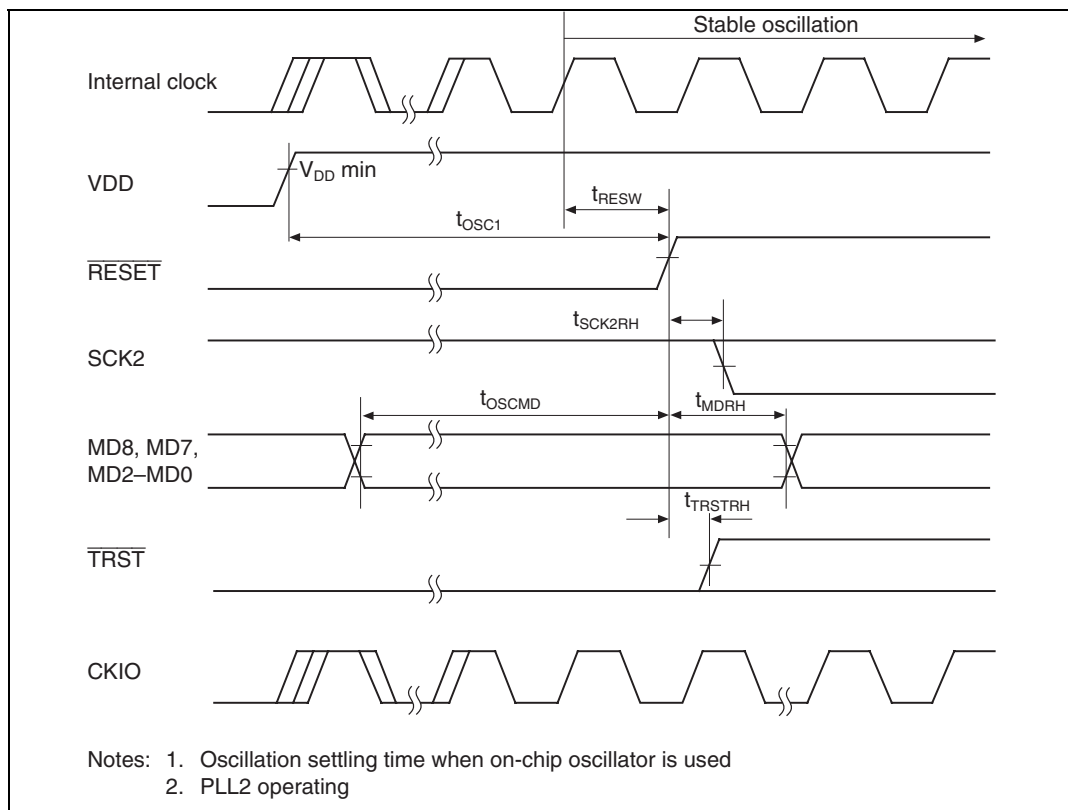 Stable oscillation
Internal clock
VDD
VDD min
tRESW
tOSC1
RESET
tSCK2RH
SCK2
tOSCMD
tMDRH
MD8, MD7,
MD2–MD0
tTRSTRH
TRST
CKIO
Notes: 1. Oscillation settling time when on-chip oscillator is used
2. PLL2 operating